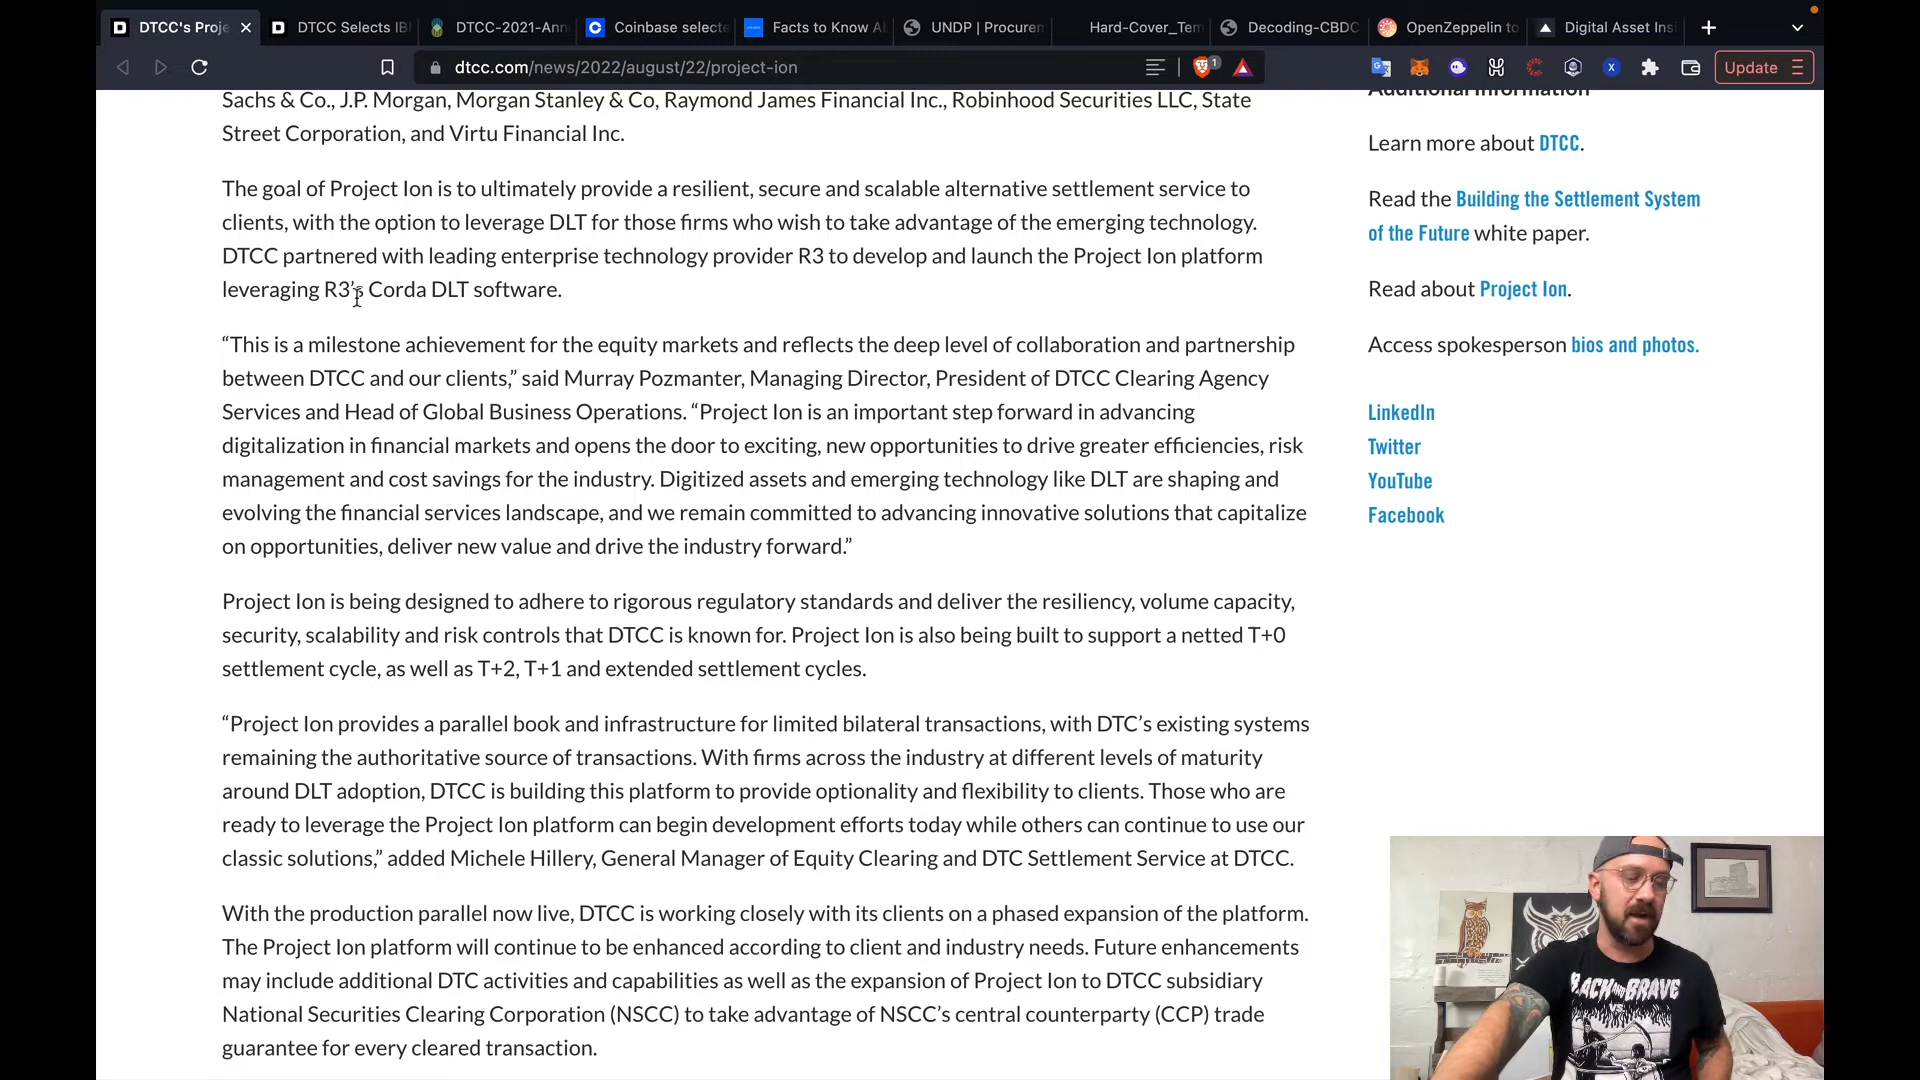 DTCC's Proje
DTCC Selects IBM
DTCC-2021-Ann
Coinbase selecte
Facts to Know Ab
UNDP | Procurem
Hard-Cover_Tem
Decoding-CBDC
OpenZeppelin to
Digital Asset Insi
dtcc.com/news/2022/august/22/project-ion
1
Update
Sachs & Co., J.P. Morgan, Morgan Stanley & Co, Raymond James Financial Inc., Robinhood Securities LLC, State
Street Corporation, and Virtu Financial Inc.
The goal of Project Ion is to ultimately provide a resilient, secure and scalable alternative settlement service to
clients, with the option to leverage DLT for those firms who wish to take advantage of the emerging technology.
DTCC partnered with leading enterprise technology provider R3 to develop and launch the Project Ion platform
leveraging R3’s Corda DLT software.
“This is a milestone achievement for the equity markets and reflects the deep level of collaboration and partnership
between DTCC and our clients,” said Murray Pozmanter, Managing Director, President of DTCC Clearing Agency
Services and Head of Global Business Operations. “Project Ion is an important step forward in advancing
digitalization in financial markets and opens the door to exciting, new opportunities to drive greater efficiencies, risk
management and cost savings for the industry. Digitized assets and emerging technology like DLT are shaping and
evolving the financial services landscape, and we remain committed to advancing innovative solutions that capitalize
on opportunities, deliver new value and drive the industry forward.”
Project Ion is being designed to adhere to rigorous regulatory standards and deliver the resiliency, volume capacity,
security, scalability and risk controls that DTCC is known for. Project Ion is also being built to support a netted T+0
settlement cycle, as well as T+2, T+1 and extended settlement cycles.
“Project Ion provides a parallel book and infrastructure for limited bilateral transactions, with DTC’s existing systems
remaining the authoritative source of transactions. With firms across the industry at different levels of maturity
around DLT adoption, DTCC is building this platform to provide optionality and flexibility to clients. Those who are
ready to leverage the Project Ion platform can begin development efforts today while others can continue to use our
classic solutions,” added Michele Hillery, General Manager of Equity Clearing and DTC Settlement Service at DTCC.
With the production parallel now live, DTCC is working closely with its clients on a phased expansion of the platform.
The Project Ion platform will continue to be enhanced according to client and industry needs. Future enhancements
may include additional DTC activities and capabilities as well as the expansion of Project Ion to DTCC subsidiary
National Securities Clearing Corporation (NSCC) to take advantage of NSCC’s central counterparty (CCP) trade
guarantee for every cleared transaction.
Additional Information
Learn more about DTCC.
Read the Building the Settlement System
of the Future white paper.
Read about Project Ion.
Access spokesperson bios and photos.
LinkedIn
Twitter
YouTube
Facebook
BRAVE
VS.